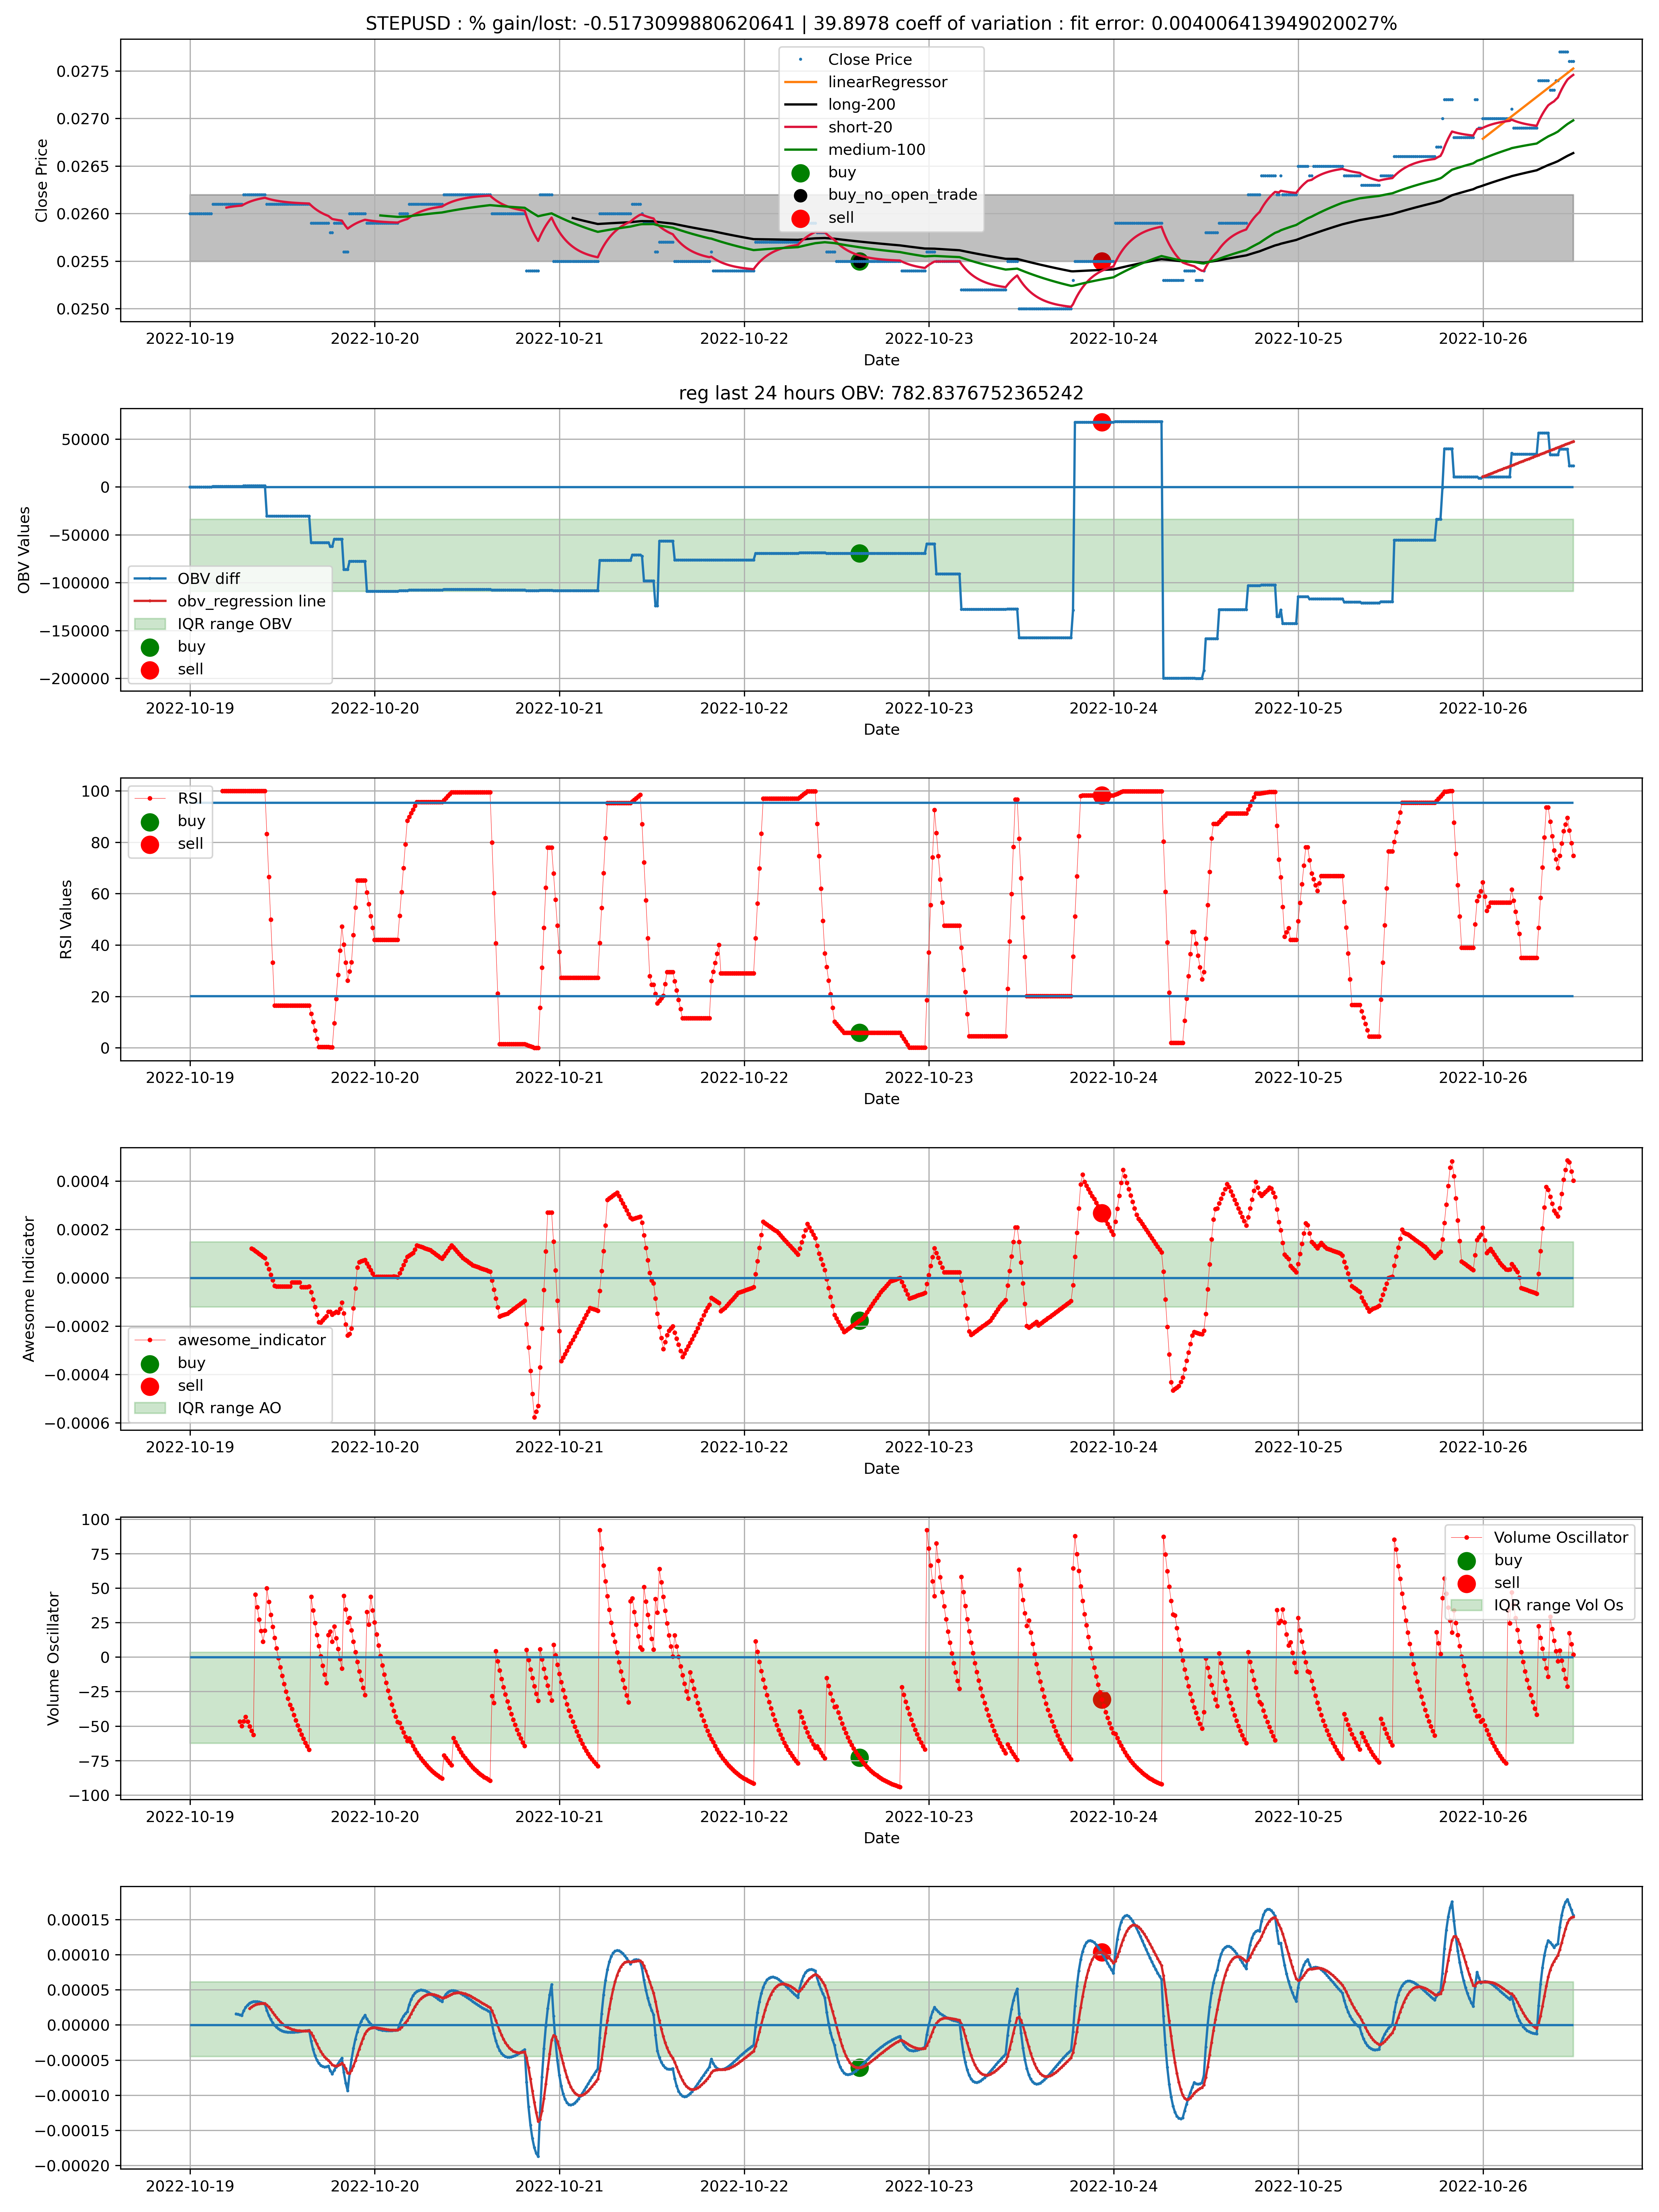 STEPUSD : % gain/lost: -0.5173099880620641 | 39.8978 coeff of variation : fit error: 0.004006413949020027%
Close Price
0.0275
0.0270
0.0265
0.0260
0.0255
0.0250
Close Price
linearRegressor
long-200
short-20
medium-100
buy
buy_no_open_trade
sell
2022-10-19 2022-10-20 2022-10-21 2022-10-22 2022-10-23 2022-10-24 2022-10-25 2022-10-26
Date
reg last 24 hours OBV: 782.8376752365242
OBV Values
50000
0
−50000
−100000
−150000
−200000
OBV diff
obv_regression line
IQR range OBV
buy
sell
2022-10-19 2022-10-20 2022-10-21 2022-10-22 2022-10-23 2022-10-24 2022-10-25 2022-10-26
Date
RSI Values
100
80
60
40
20
0
RSI
buy
sell
2022-10-19 2022-10-20 2022-10-21 2022-10-22 2022-10-23 2022-10-24 2022-10-25 2022-10-26
Date
Awesome Indicator
0.0004
0.0002
0.0000
−0.0002
−0.0004
−0.0006
awesome_indicator
buy
sell
IQR range AO
2022-10-19 2022-10-20 2022-10-21 2022-10-22 2022-10-23 2022-10-24 2022-10-25 2022-10-26
Date
Volume Oscillator
100
75
50
25
0
−25
−50
−75
−100
Volume Oscillator
buy
sell
IQR range Vol Os
2022-10-19 2022-10-20 2022-10-21 2022-10-22 2022-10-23 2022-10-24 2022-10-25 2022-10-26
Date
0.00015
0.00010
0.00005
0.00000
−0.00005
−0.00010
−0.00015
−0.00020
2022-10-19 2022-10-20 2022-10-21 2022-10-22 2022-10-23 2022-10-24 2022-10-25 2022-10-26